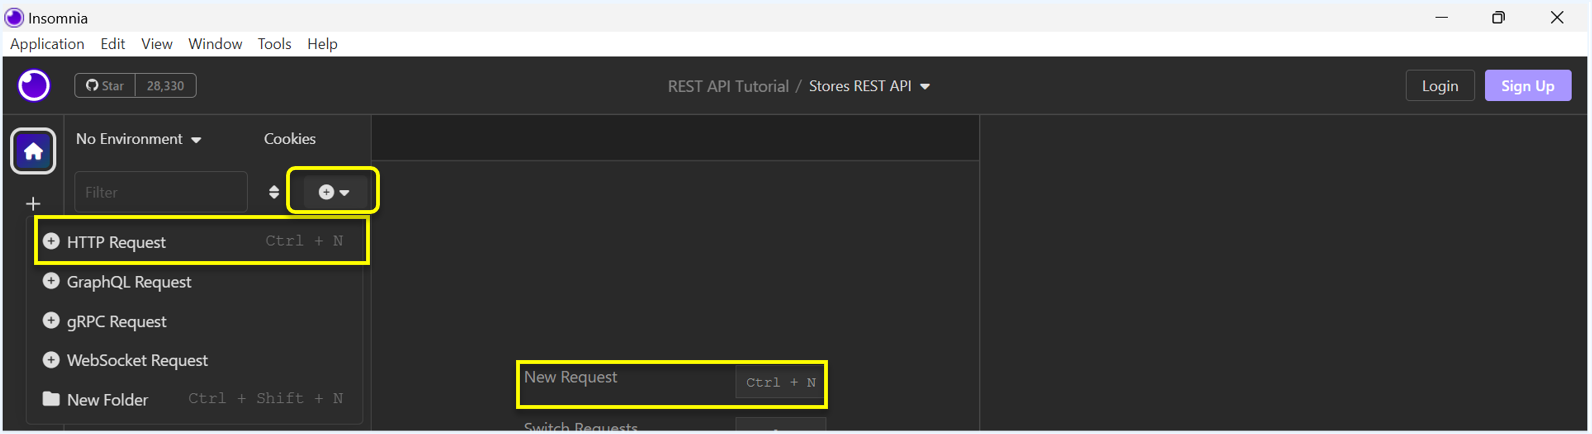 Insomnia
Application Edit View Window Tools Help
Star 28,330
REST API Tutorial / Stores REST API
Login Sign Up
No Environment Cookies
Filter
HTTP Request Ctrl + N
GraphQL Request
gRPC Request
WebSocket Request
New Request Ctrl + N
New Folder Ctrl + Shift + N
Switch Requests